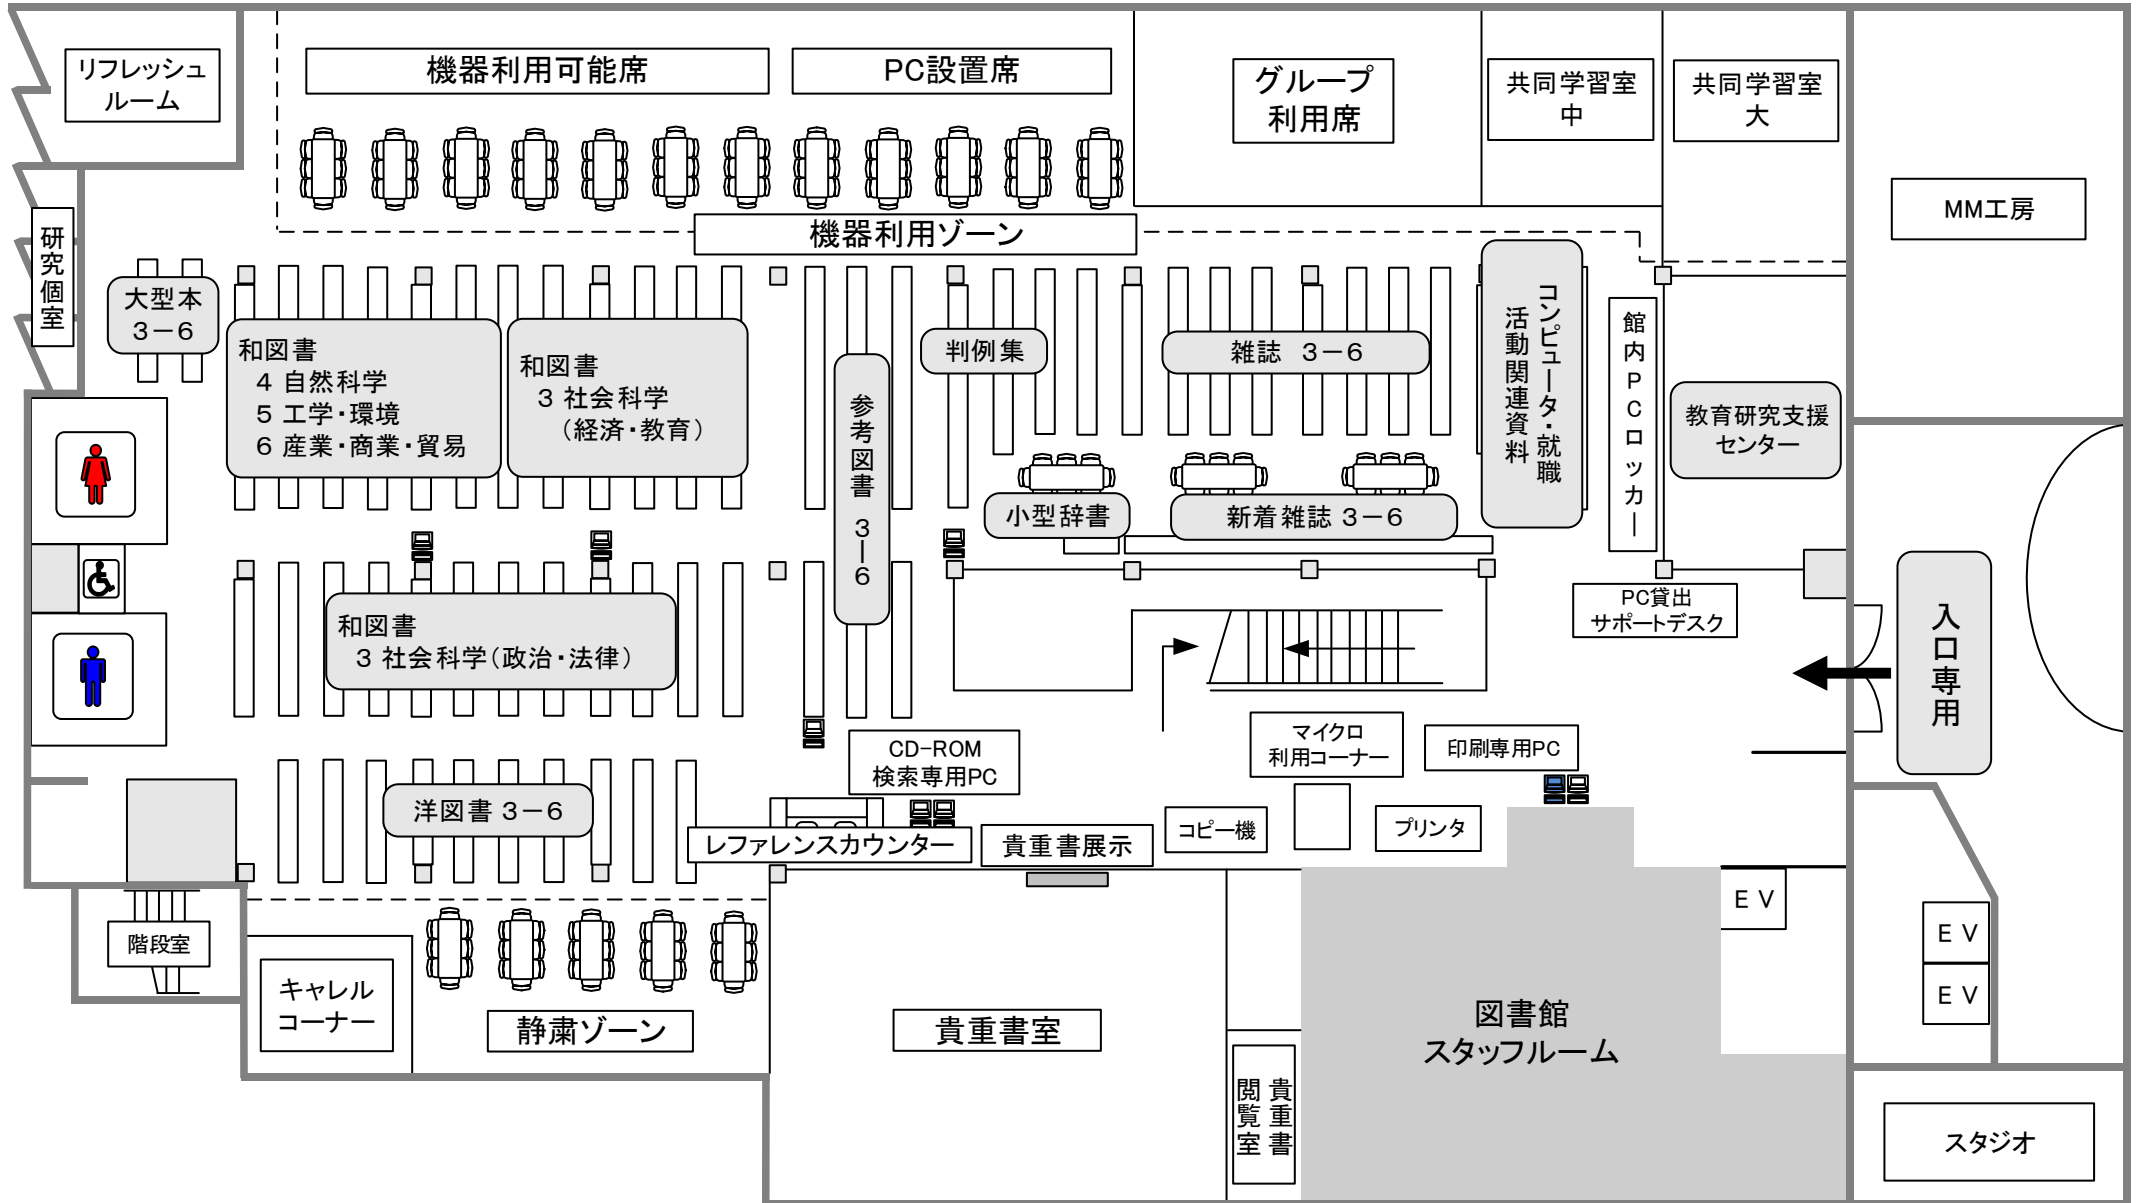 リフレッシュ
ルーム
機器利用可能席
PC設置席
グループ
利用席
共同学習室
中
共同学習室
大
MM工房
機器利用ゾーン
研究個室
大型本
3－6
和図書
4 自然科学
5 工学・環境
6 産業・商業・貿易
和図書
3 社会科学
（経済・教育）
参考図書 3－6
判例集
雑誌 3－6
コンピュータ・就職
活動関連資料
館内PCロッカー
教育研究支援
センター
小型辞書
新着雑誌 3－6
和図書
3 社会科学（政治・法律）
PC貸出
サポートデスク
入口専用
CD-ROM
検索専用PC
マイクロ
利用コーナー
印刷専用PC
洋図書 3－6
レファレンスカウンター
貴重書展示
コピー機
プリンタ
EV
EV
EV
階段室
キャレル
コーナー
静粛ゾーン
貴重書室
図書館
スタッフルーム
貴重書
閲覧室
スタジオ